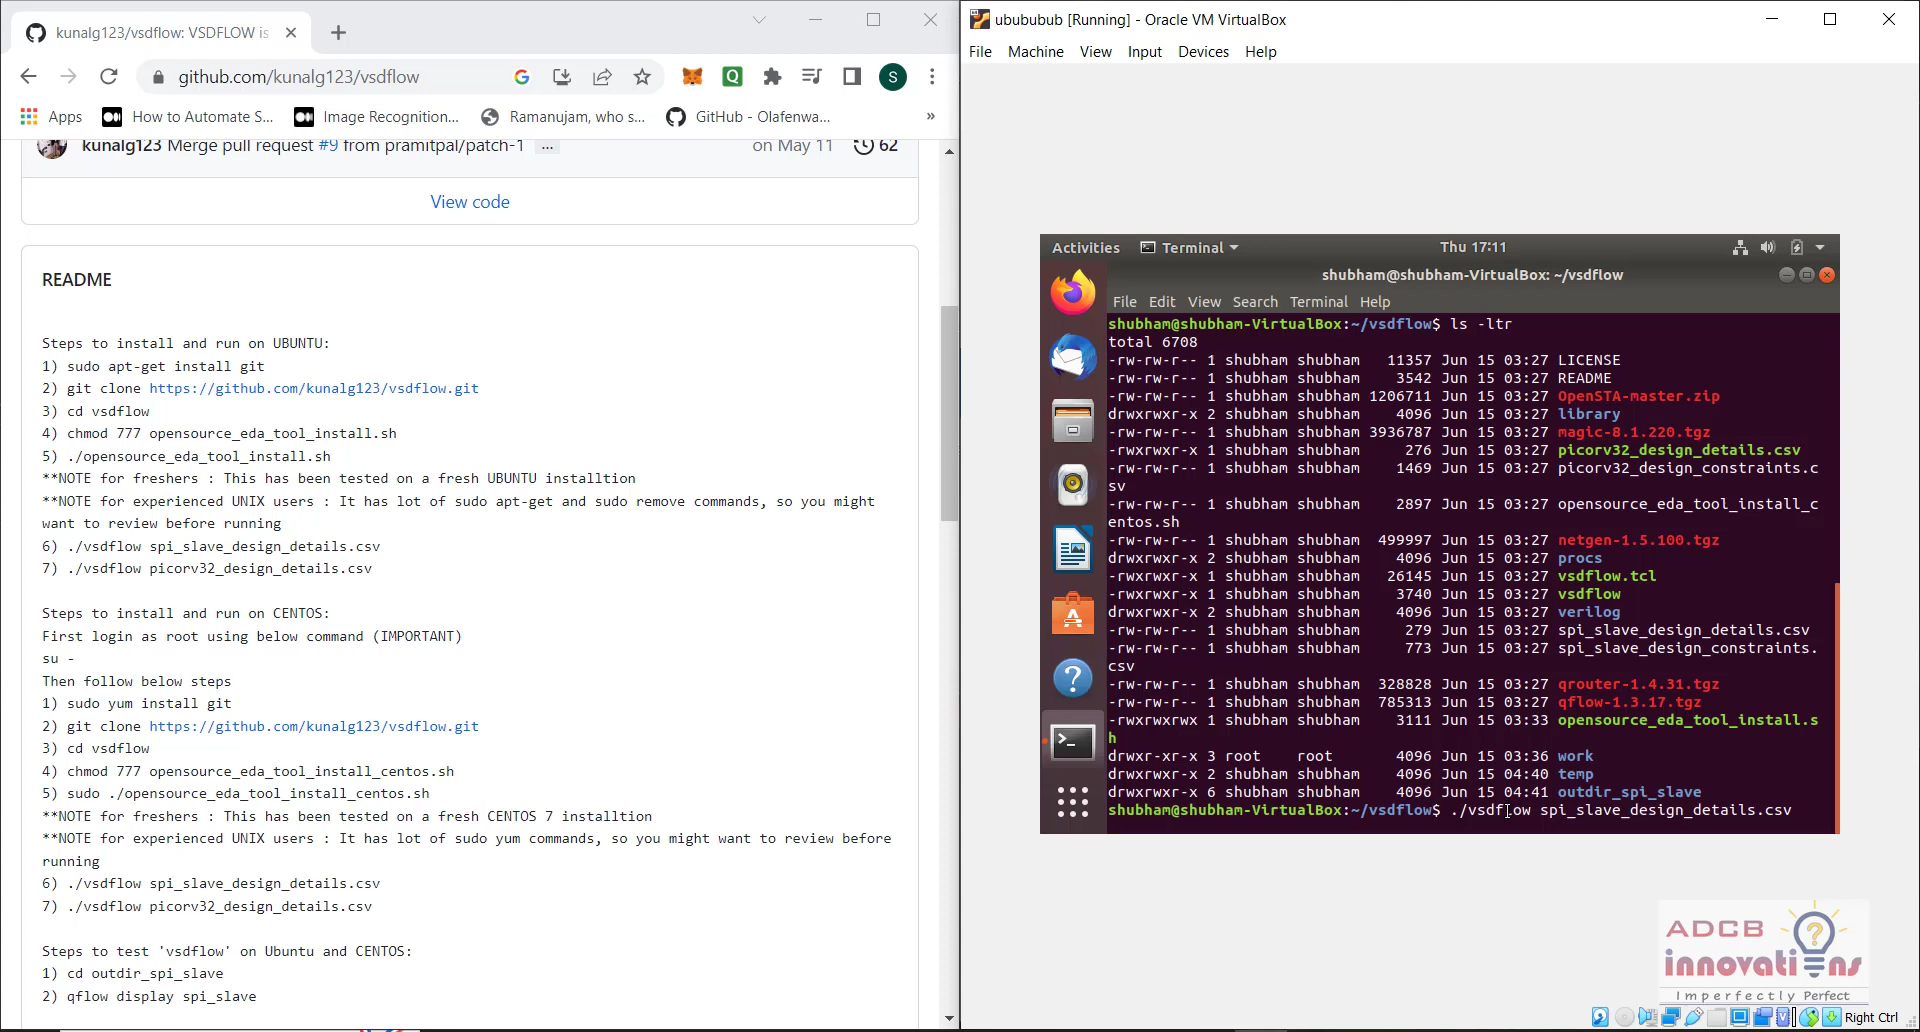 kunalg123/vsdflow: VSDFLOW is
github.com/kunalg123/vsdflow
S
Apps
How to Automate S...
Image Recognition...
Ramanujam, who s...
GitHub - Olafenwa...
»
kunalg123 Merge pull request #9 from pramitpal/patch-1 ...
on May 11
62
View code
README
Steps to install and run on UBUNTU:
1) sudo apt-get install git
2) git clone https://github.com/kunalg123/vsdflow.git
3) cd vsdflow
4) chmod 777 opensource_eda_tool_install.sh
5) ./opensource_eda_tool_install.sh
**NOTE for freshers : This has been tested on a fresh UBUNTU installtion
**NOTE for experienced UNIX users : It has lot of sudo apt-get and sudo remove commands, so you might
want to review before running
6) ./vsdflow spi_slave_design_details.csv
7) ./vsdflow picorv32_design_details.csv
Steps to install and run on CENTOS:
First login as root using below command (IMPORTANT)
su -
Then follow below steps
1) sudo yum install git
2) git clone https://github.com/kunalg123/vsdflow.git
3) cd vsdflow
4) chmod 777 opensource_eda_tool_install_centos.sh
5) sudo ./opensource_eda_tool_install_centos.sh
**NOTE for freshers : This has been tested on a fresh CENTOS 7 installtion
**NOTE for experienced UNIX users : It has lot of sudo yum commands, so you might want to review before
running
6) ./vsdflow spi_slave_design_details.csv
7) ./vsdflow picorv32_design_details.csv
Steps to test 'vsdflow' on Ubuntu and CENTOS:
1) cd outdir_spi_slave
2) qflow display spi_slave
ubububub [Running] - Oracle VM VirtualBox
File Machine View Input Devices Help
Activities Terminal Thu 17:11
shubham@shubham-VirtualBox: ~/vsdflow
File Edit View Search Terminal Help
shubham@shubham-VirtualBox:~/vsdflow$ ls -ltr
total 6708
-rw-rw-r-- 1 shubham shubham 11357 Jun 15 03:27 LICENSE
-rw-rw-r-- 1 shubham shubham 3542 Jun 15 03:27 README
-rw-rw-r-- 1 shubham shubham 1206711 Jun 15 03:27 OpenSTA-master.zip
drwxrwxr-x 2 shubham shubham 4096 Jun 15 03:27 library
-rw-rw-r-- 1 shubham shubham 3936787 Jun 15 03:27 magic-8.1.220.tgz
-rwxrwxr-x 1 shubham shubham 276 Jun 15 03:27 picorv32_design_details.csv
-rw-rw-r-- 1 shubham shubham 1469 Jun 15 03:27 picorv32_design_constraints.c
sv
-rw-rw-r-- 1 shubham shubham 2897 Jun 15 03:27 opensource_eda_tool_install_c
entos.sh
-rw-rw-r-- 1 shubham shubham 499997 Jun 15 03:27 netgen-1.5.100.tgz
drwxrwxr-x 2 shubham shubham 4096 Jun 15 03:27 procs
-rwxrwxr-x 1 shubham shubham 26145 Jun 15 03:27 vsdflow.tcl
-rwxrwxr-x 1 shubham shubham 3740 Jun 15 03:27 vsdflow
drwxrwxr-x 2 shubham shubham 4096 Jun 15 03:27 verilog
-rw-rw-r-- 1 shubham shubham 279 Jun 15 03:27 spi_slave_design_details.csv
-rw-rw-r-- 1 shubham shubham 773 Jun 15 03:27 spi_slave_design_constraints.
csv
-rw-rw-r-- 1 shubham shubham 328828 Jun 15 03:27 qrouter-1.4.31.tgz
-rw-rw-r-- 1 shubham shubham 785313 Jun 15 03:27 qflow-1.3.17.tgz
-rwxrwxrwx 1 shubham shubham 3111 Jun 15 03:33 opensource_eda_tool_install.s
h
drwxr-xr-x 3 root root 4096 Jun 15 03:36 work
drwxrwxr-x 2 shubham shubham 4096 Jun 15 04:40 temp
drwxrwxr-x 6 shubham shubham 4096 Jun 15 04:41 outdir_spi_slave
shubham@shubham-VirtualBox:~/vsdflow$ ./vsdflow spi_slave_design_details.csv
ADCB
innovations
Imperfectly Perfect
Right Ctrl